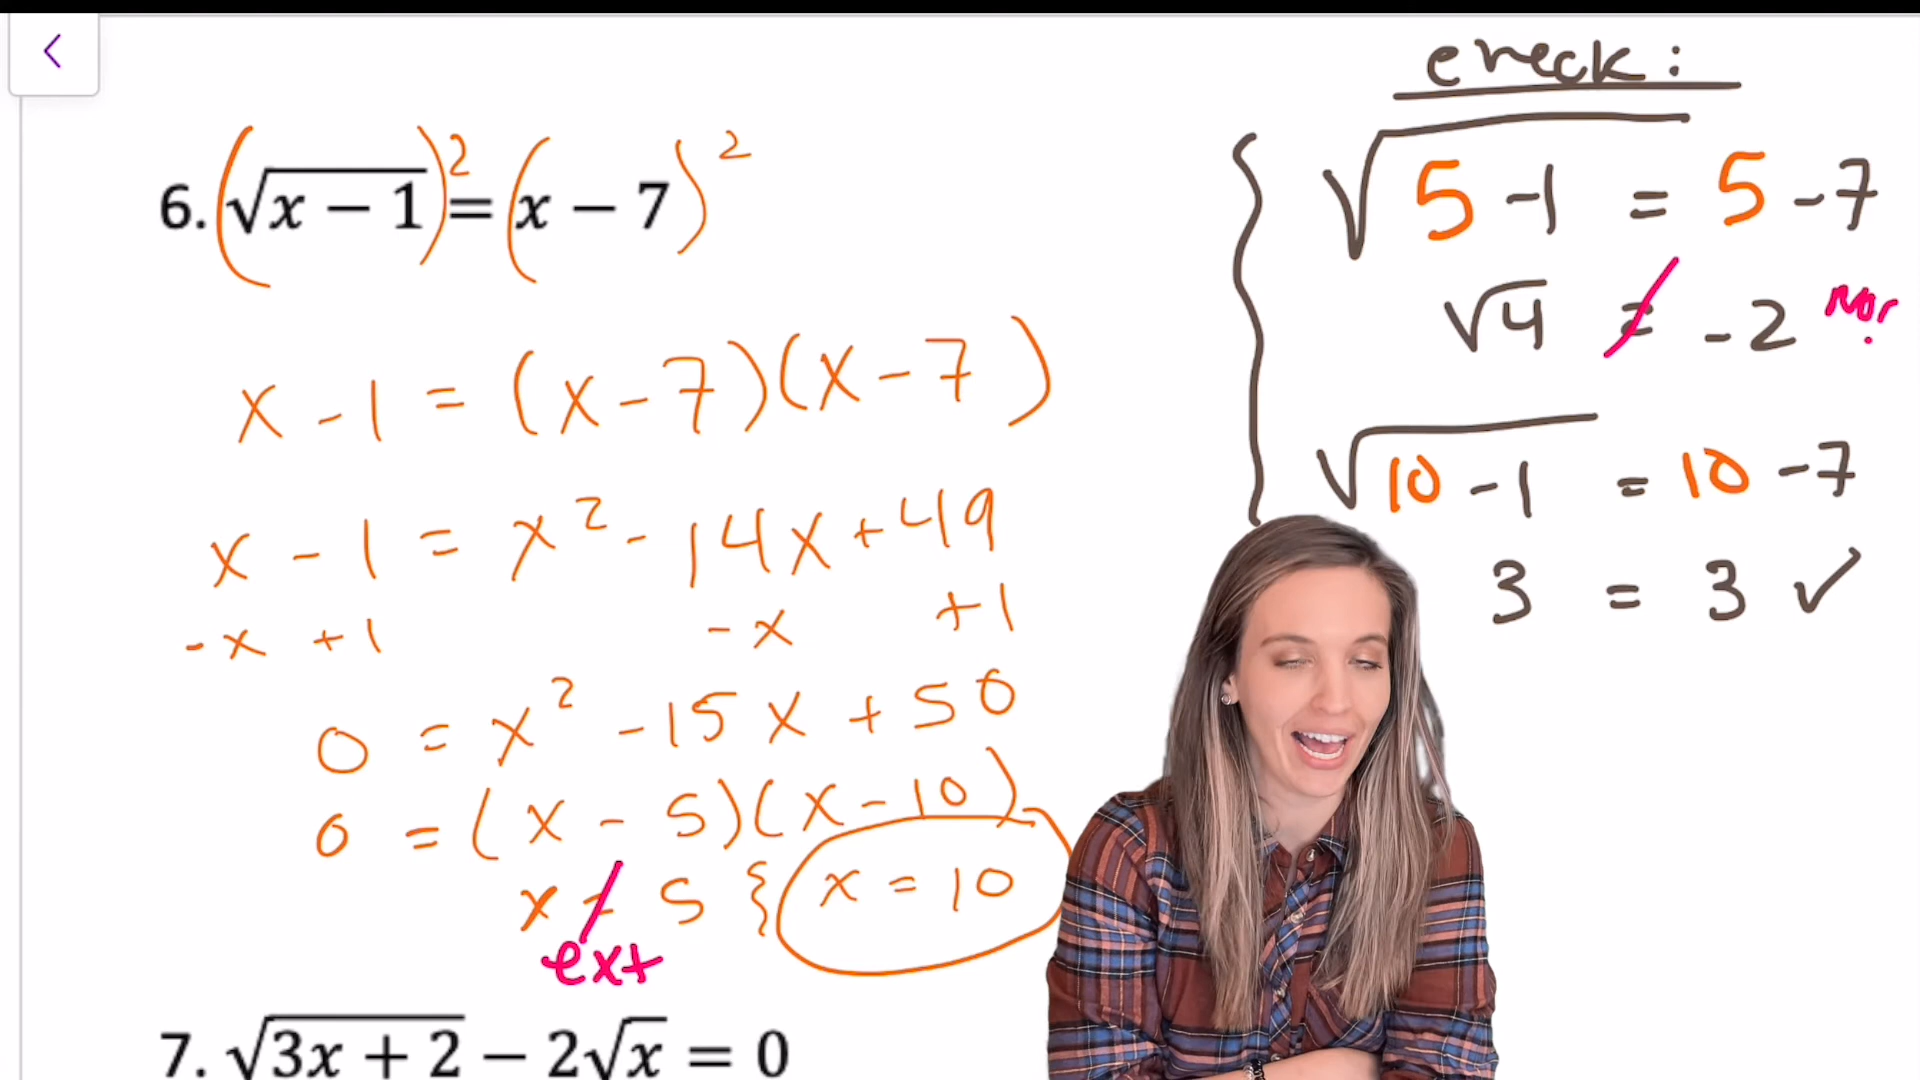 6. (√x − 1)² = (x − 7)²
x - 1 = (x - 7)(x - 7)
x - 1 = x² - 14x + 49
- x + 1 - x + 1
0 = x² - 15x + 50
0 = (x - 5)(x - 10)
x ≠ 5 { x = 10
ext
7. √3x + 2 − 2√x = 0
check:
√5 - 1 = 5 - 7
√4 ≠ -2
√10 - 1 = 10 - 7
3 = 3 ✓